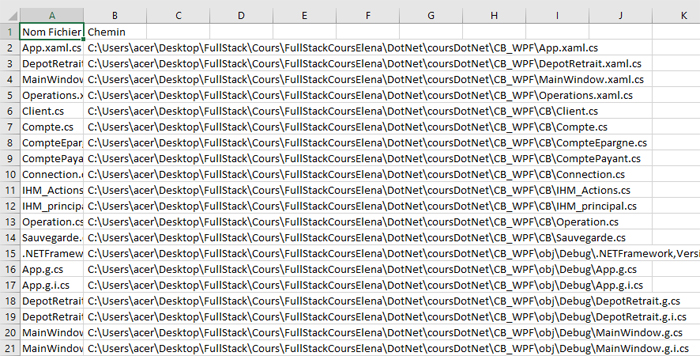 A B C D E F G H I J K
1 Nom Fichier Chemin
2 App.xaml.cs C:\Users\acer\Desktop\FullStack\Cours\FullStackCoursElena\DotNet\coursDotNet\CB_WPF\App.xaml.cs
3 DepotRetrait C:\Users\acer\Desktop\FullStack\Cours\FullStackCoursElena\DotNet\coursDotNet\CB_WPF\DepotRetrait.xaml.cs
4 MainWindow C:\Users\acer\Desktop\FullStack\Cours\FullStackCoursElena\DotNet\coursDotNet\CB_WPF\MainWindow.xaml.cs
5 Operations.x C:\Users\acer\Desktop\FullStack\Cours\FullStackCoursElena\DotNet\coursDotNet\CB_WPF\Operations.xaml.cs
6 Client.cs C:\Users\acer\Desktop\FullStack\Cours\FullStackCoursElena\DotNet\coursDotNet\CB_WPF\CB\Client.cs
7 Compte.cs C:\Users\acer\Desktop\FullStack\Cours\FullStackCoursElena\DotNet\coursDotNet\CB_WPF\CB\Compte.cs
8 CompteEpar C:\Users\acer\Desktop\FullStack\Cours\FullStackCoursElena\DotNet\coursDotNet\CB_WPF\CB\CompteEpargne.cs
9 ComptePaya C:\Users\acer\Desktop\FullStack\Cours\FullStackCoursElena\DotNet\coursDotNet\CB_WPF\CB\ComptePayant.cs
10 Connection. C:\Users\acer\Desktop\FullStack\Cours\FullStackCoursElena\DotNet\coursDotNet\CB_WPF\CB\Connection.cs
11 IHM_Actions C:\Users\acer\Desktop\FullStack\Cours\FullStackCoursElena\DotNet\coursDotNet\CB_WPF\CB\IHM_Actions.cs
12 IHM_principa C:\Users\acer\Desktop\FullStack\Cours\FullStackCoursElena\DotNet\coursDotNet\CB_WPF\CB\IHM_principal.cs
13 Operation.cs C:\Users\acer\Desktop\FullStack\Cours\FullStackCoursElena\DotNet\coursDotNet\CB_WPF\CB\Operation.cs
14 Sauvegarde. C:\Users\acer\Desktop\FullStack\Cours\FullStackCoursElena\DotNet\coursDotNet\CB_WPF\CB\Sauvegarde.cs
15 .NETFramew C:\Users\acer\Desktop\FullStack\Cours\FullStackCoursElena\DotNet\coursDotNet\CB_WPF\obj\Debug\.NETFramework,Versi
16 App.g.cs C:\Users\acer\Desktop\FullStack\Cours\FullStackCoursElena\DotNet\coursDotNet\CB_WPF\obj\Debug\App.g.cs
17 App.g.i.cs C:\Users\acer\Desktop\FullStack\Cours\FullStackCoursElena\DotNet\coursDotNet\CB_WPF\obj\Debug\App.g.i.cs
18 DepotRetrait C:\Users\acer\Desktop\FullStack\Cours\FullStackCoursElena\DotNet\coursDotNet\CB_WPF\obj\Debug\DepotRetrait.g.cs
19 DepotRetrait C:\Users\acer\Desktop\FullStack\Cours\FullStackCoursElena\DotNet\coursDotNet\CB_WPF\obj\Debug\DepotRetrait.g.i.cs
20 MainWindow C:\Users\acer\Desktop\FullStack\Cours\FullStackCoursElena\DotNet\coursDotNet\CB_WPF\obj\Debug\MainWindow.g.cs
21 MainWindow C:\Users\acer\Desktop\FullStack\Cours\FullStackCoursElena\DotNet\coursDotNet\CB_WPF\obj\Debug\MainWindow.g.i.cs